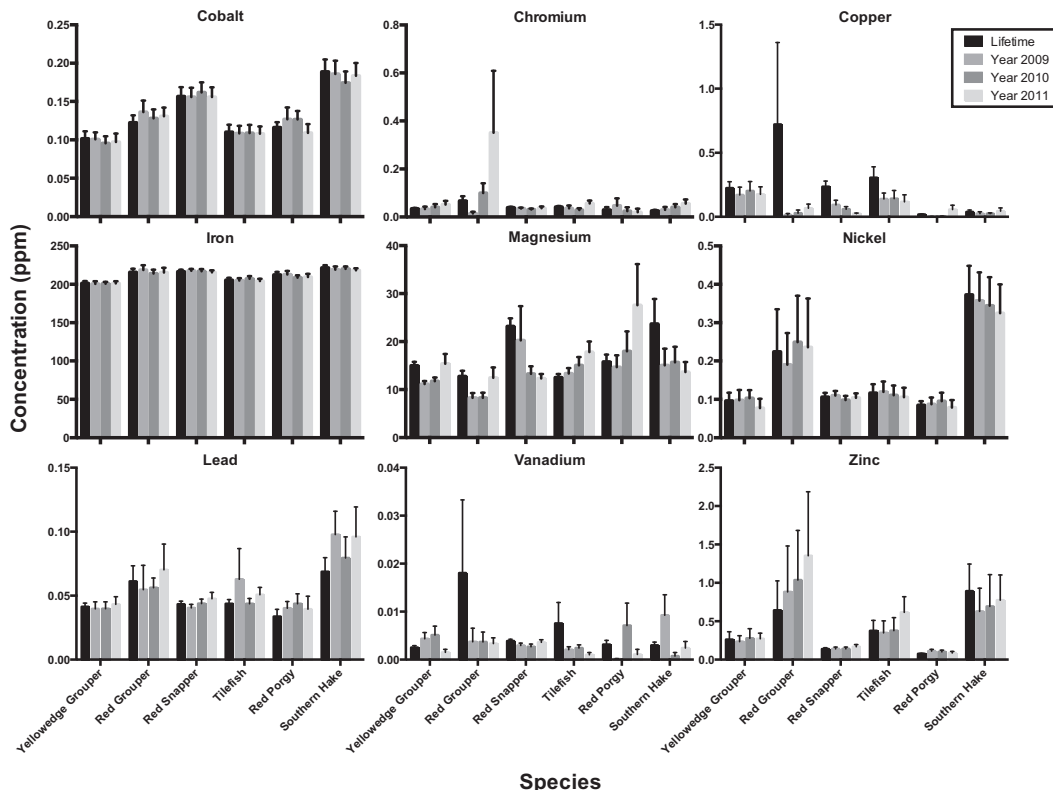 Cobalt
0.25
0.20
0.15
0.10
0.05
0.00
Chromium
0.8
0.6
0.4
0.2
0.0
Copper
1.5
1.0
0.5
0.0
Lifetime
Year 2009
Year 2010
Year 2011
Concentration (ppm)
Iron
250
200
150
100
50
0
Magnesium
40
30
20
10
0
Nickel
0.5
0.4
0.3
0.2
0.1
0.0
Lead
0.15
0.10
0.05
0.00
Vanadium
0.04
0.03
0.02
0.01
0.00
Zinc
2.5
2.0
1.5
1.0
0.5
0.0
Yellowedge Grouper
Red Grouper
Red Snapper
Tilefish
Red Porgy
Southern Hake
Yellowedge Grouper
Red Grouper
Red Snapper
Tilefish
Red Porgy
Southern Hake
Yellowedge Grouper
Red Grouper
Red Snapper
Tilefish
Red Porgy
Southern Hake
Species